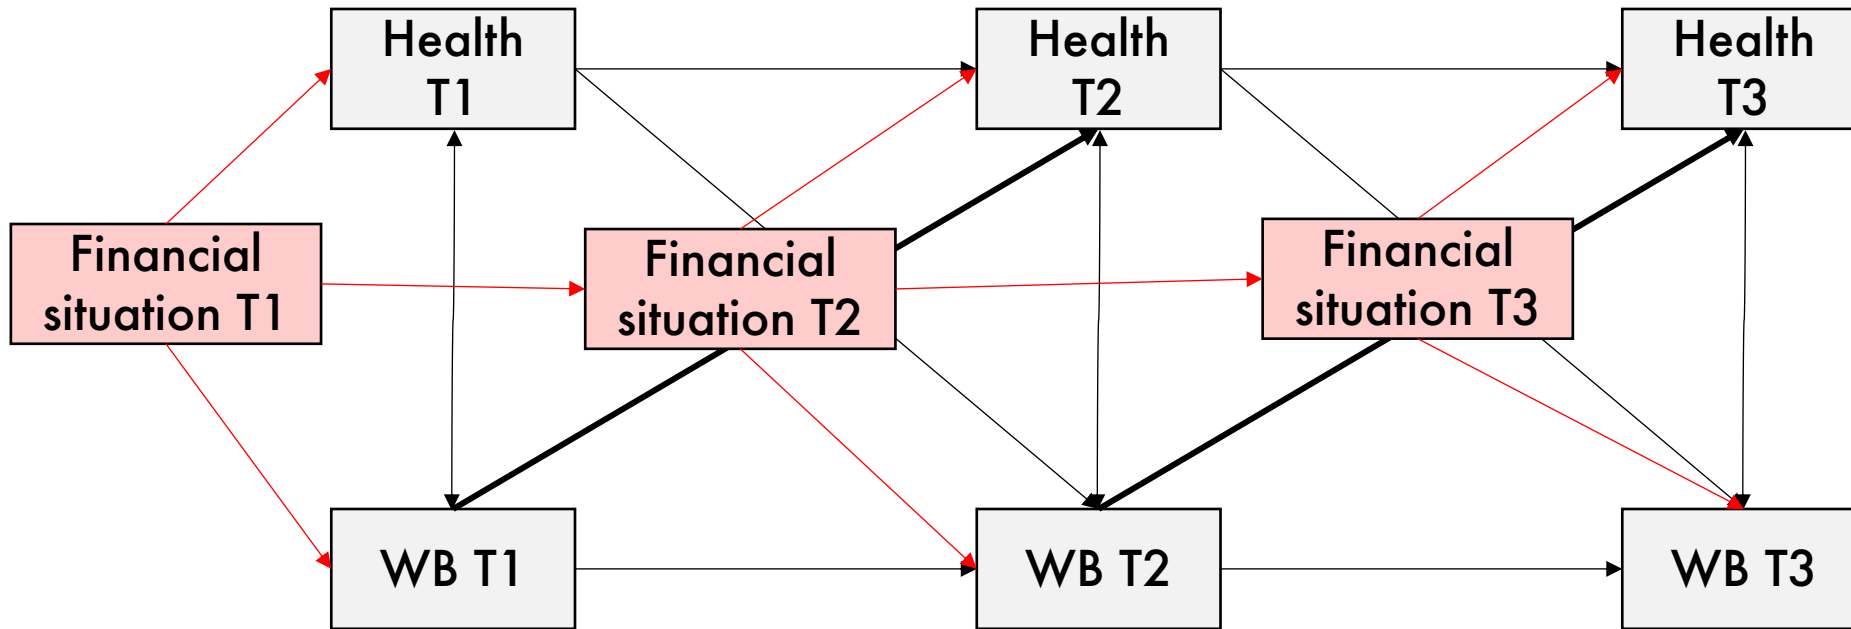 Health
T1
Health
T2
Health
T3
Financial
situation T1
Financial
situation T2
Financial
situation T3
WB T1
WB T2
WB T3